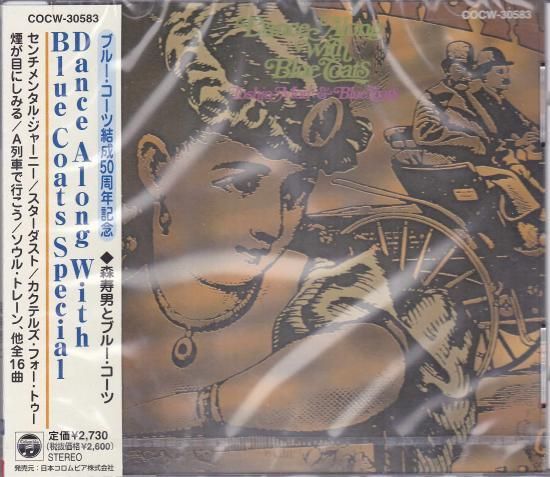 COCW-30583
COCW-30583
ブルー・コーツ結成50周年記念
◆森寿男とブルー・コーツ
Dance Along With
Blue Coats Special
センチメンタル・ジャーニー/スターダスト/カクテルズ・フォー・トゥー
煙が目にしみる/A列車で行こう/ソウル・トレーン、他全16曲
Dance Along
with
Blue Coats
& Blue Coats
定価¥2,730
(税抜価格¥2,600)
STEREO
発売元:日本コロムビア株式会社